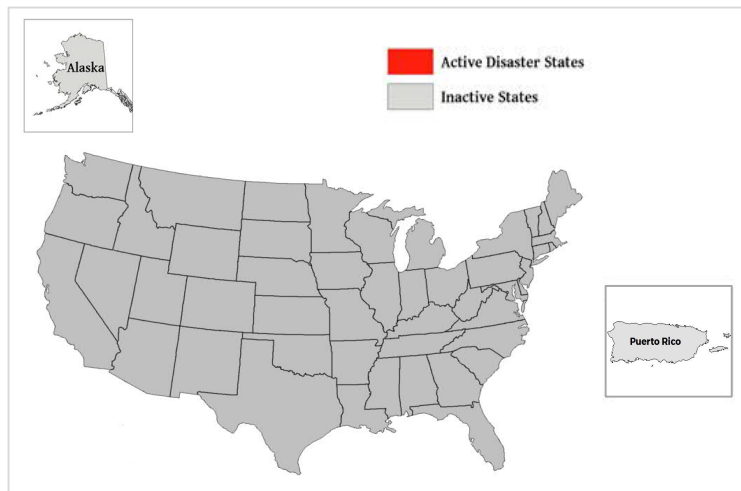 Alaska
Active Disaster States
Inactive States
Puerto Rico